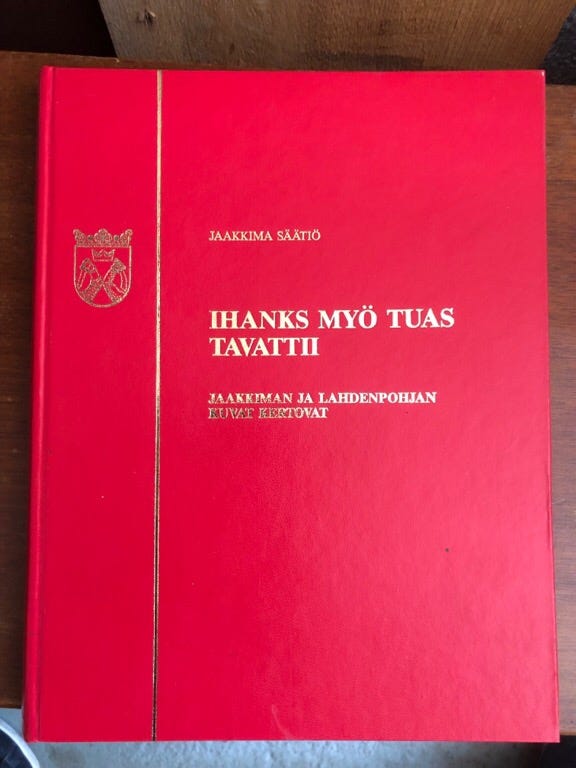 JAAKKIMA SÄÄTIÖ
IHANKS MYÖ TUAS
TAVATTII
JAAKKIMAN JA LAHDENPOHJAN
KUVAT KERTOVAT